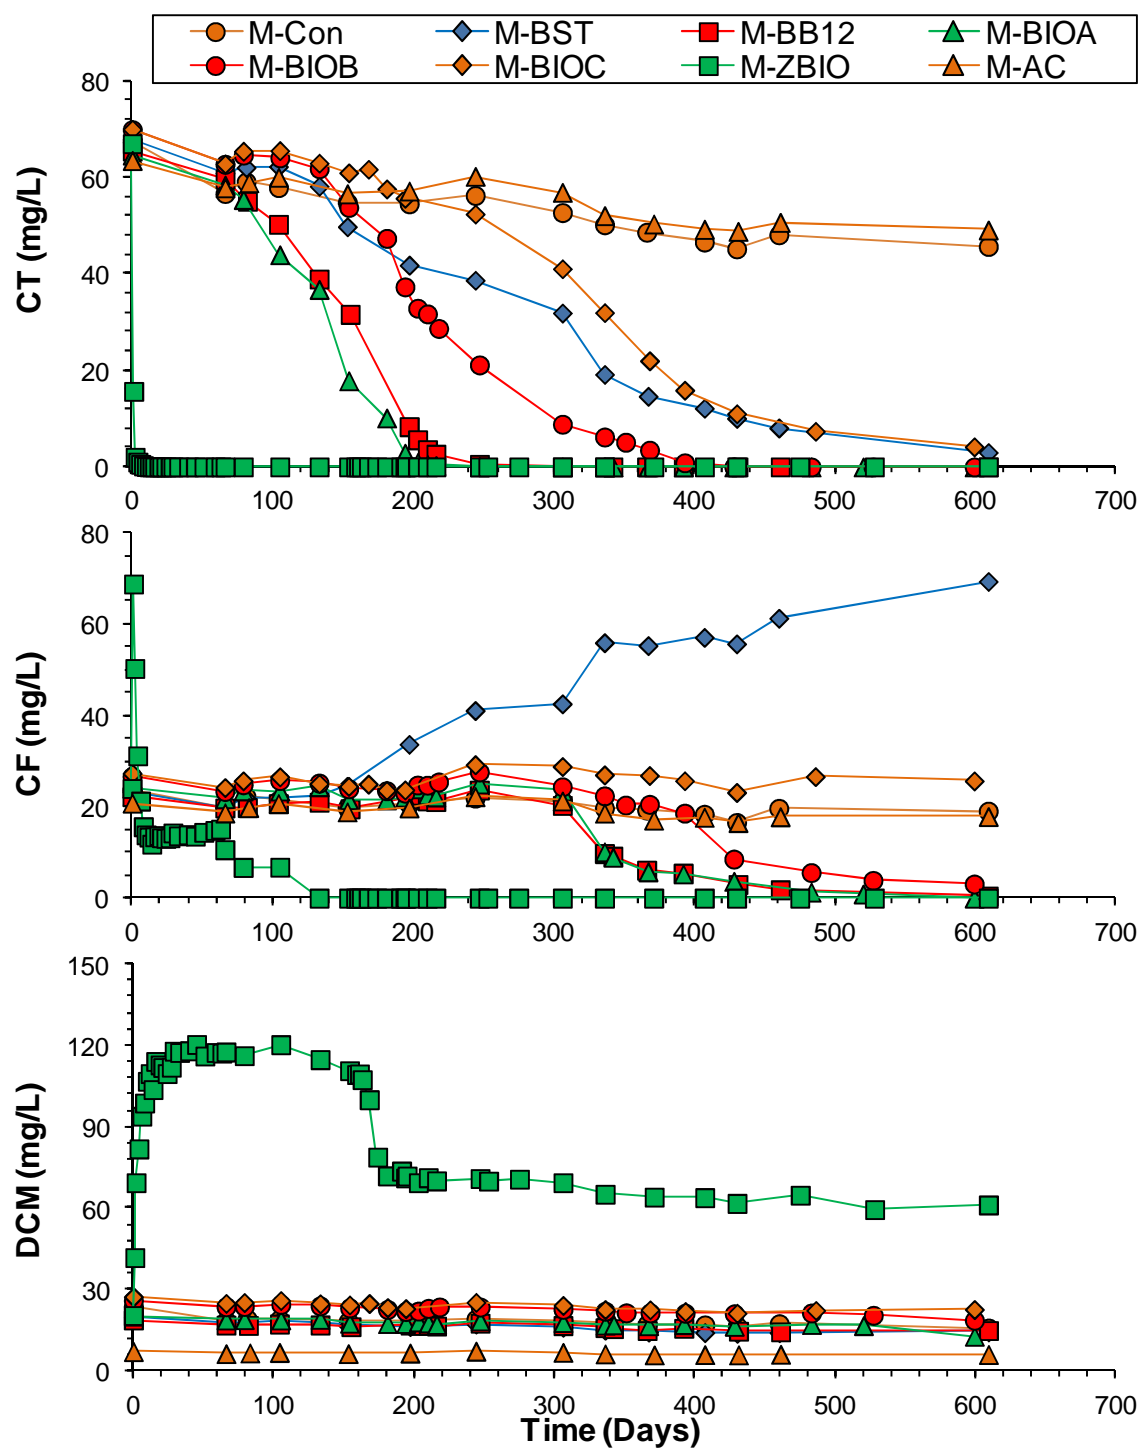 M-Con M-BST M-BB12 M-BIOA
M-BIOB M-BIOC M-ZBIO M-AC
80
60
40
20
0
CT (mg/L)
0 100 200 300 400 500 600 700
80
60
40
20
0
CF (mg/L)
0 100 200 300 400 500 600 700
150
120
90
60
30
0
DCM (mg/L)
0 100 200 300 400 500 600 700
Time (Days)